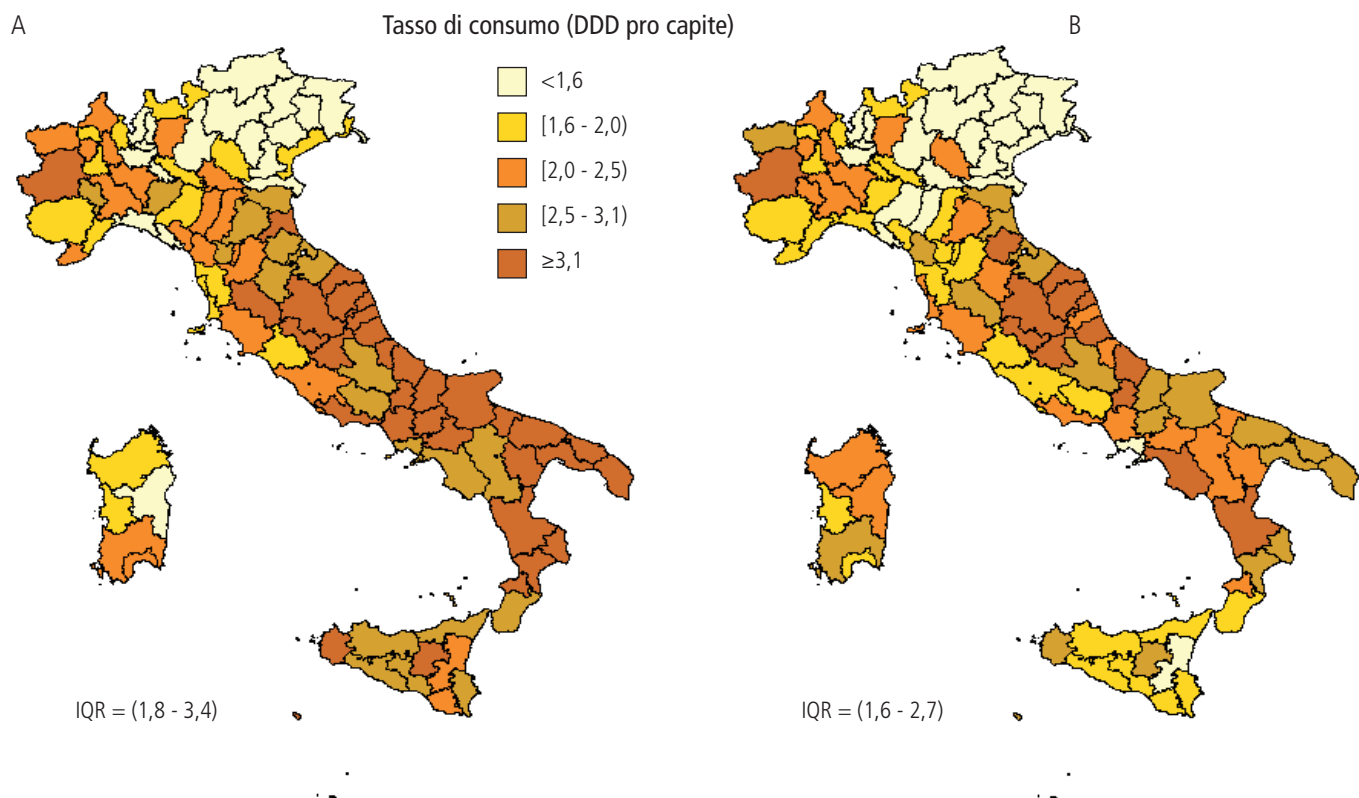 A
Tasso di consumo (DDD pro capite)
B
<1,6
[1,6 - 2,0)
[2,0 - 2,5)
[2,5 - 3,1)
≥3,1
IQR = (1,8 - 3,4)
IQR = (1,6 - 2,7)